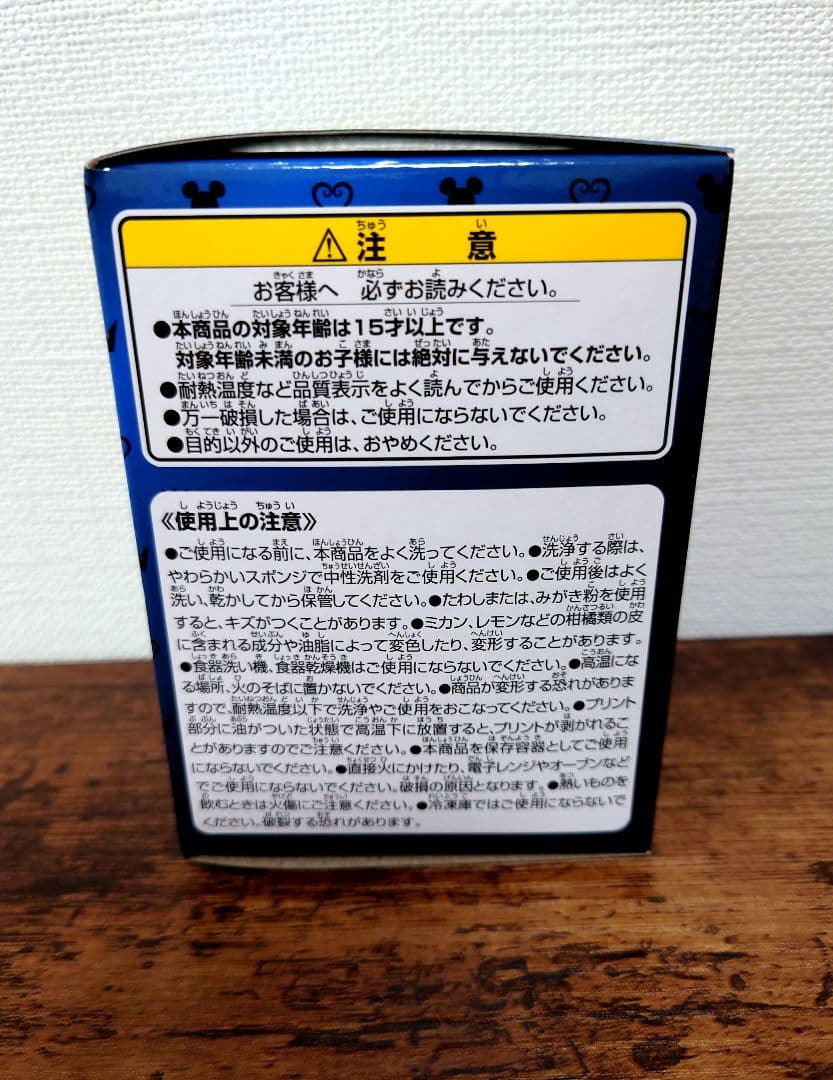 ⚠注意
お客様へ 必ずお読みください。
●本商品の対象年齢は15才以上です。
対象年齢未満のお子様には絶対に与えないでください。
●耐熱温度など品質表示をよく読んでからご使用ください。
●万一破損した場合は、ご使用にならないでください。
●目的以外のご使用は、おやめください。
《使用上の注意》
●ご使用になる前に、本商品をよく洗ってください。●洗浄する際は、
やわらかいスポンジで中性洗剤をご使用ください。●ご使用後はよく
洗い、乾かしてから保管してください。●たわしまたは、みがき粉を使用
すると、キズがつくことがあります。●ミカン、レモンなどの柑橘類の皮
に含まれる成分や油脂によって変色したり、変形することがあります。
●食器洗い機、食器乾燥機はご使用にならないでください。●高温にな
る場所、火のそばに置かないでください。●商品が変形する恐れがありま
すので、耐熱温度以下で洗浄やご使用をおこなってください。●プリント
部分に油がついた状態で高温下に放置すると、プリントが剥がれるこ
とがありますのでご注意ください。●本商品を保存容器としてご使用
にならないでください。●直接火にかけたり、電子レンジやオーブンなど
でご使用にならないでください。破損の原因となります。●熱いものを
飲むときは火傷にご注意ください。●冷凍庫ではご使用にならないで
ください。破裂する恐れがあります。